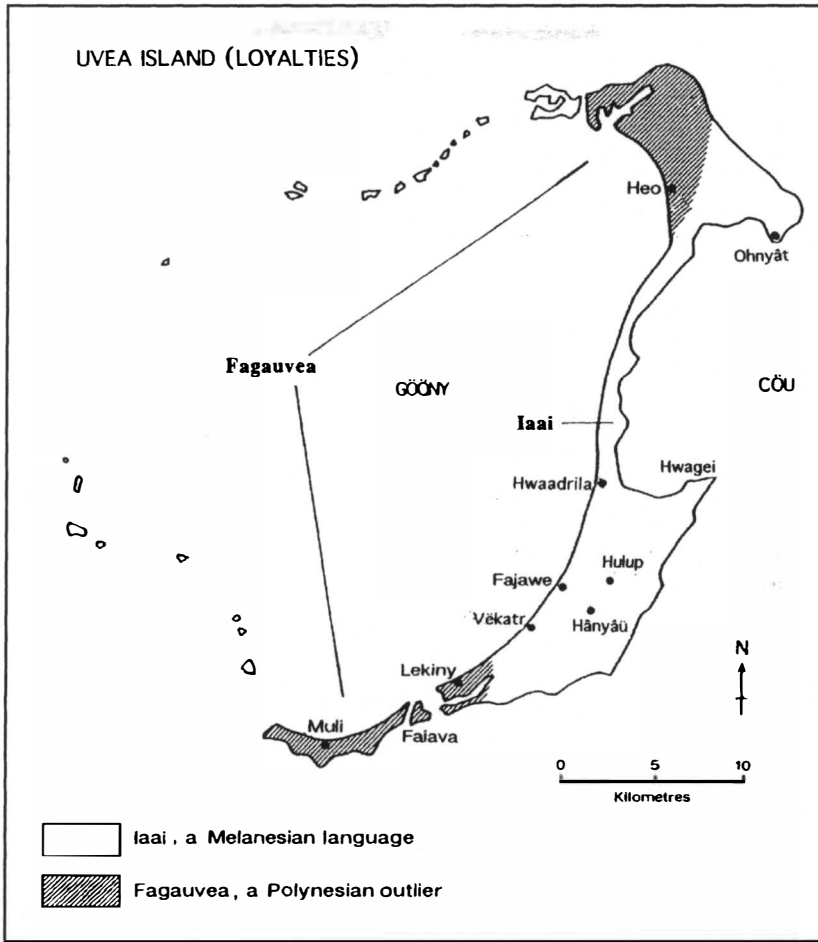 UVEA ISLAND (LOYALTIES)
Heo
Ohnyât
Fagauvea
GÖÖNY
CÖU
Iaai
Hwagei
Hwaadrila
Hulup
Fajawe
Hânyâü
Vëkatr
N
Lekiny
Muli
Faiava
0 5 10
Kilometres
Iaai , a Melanesian language
Fagauvea , a Polynesian outlier